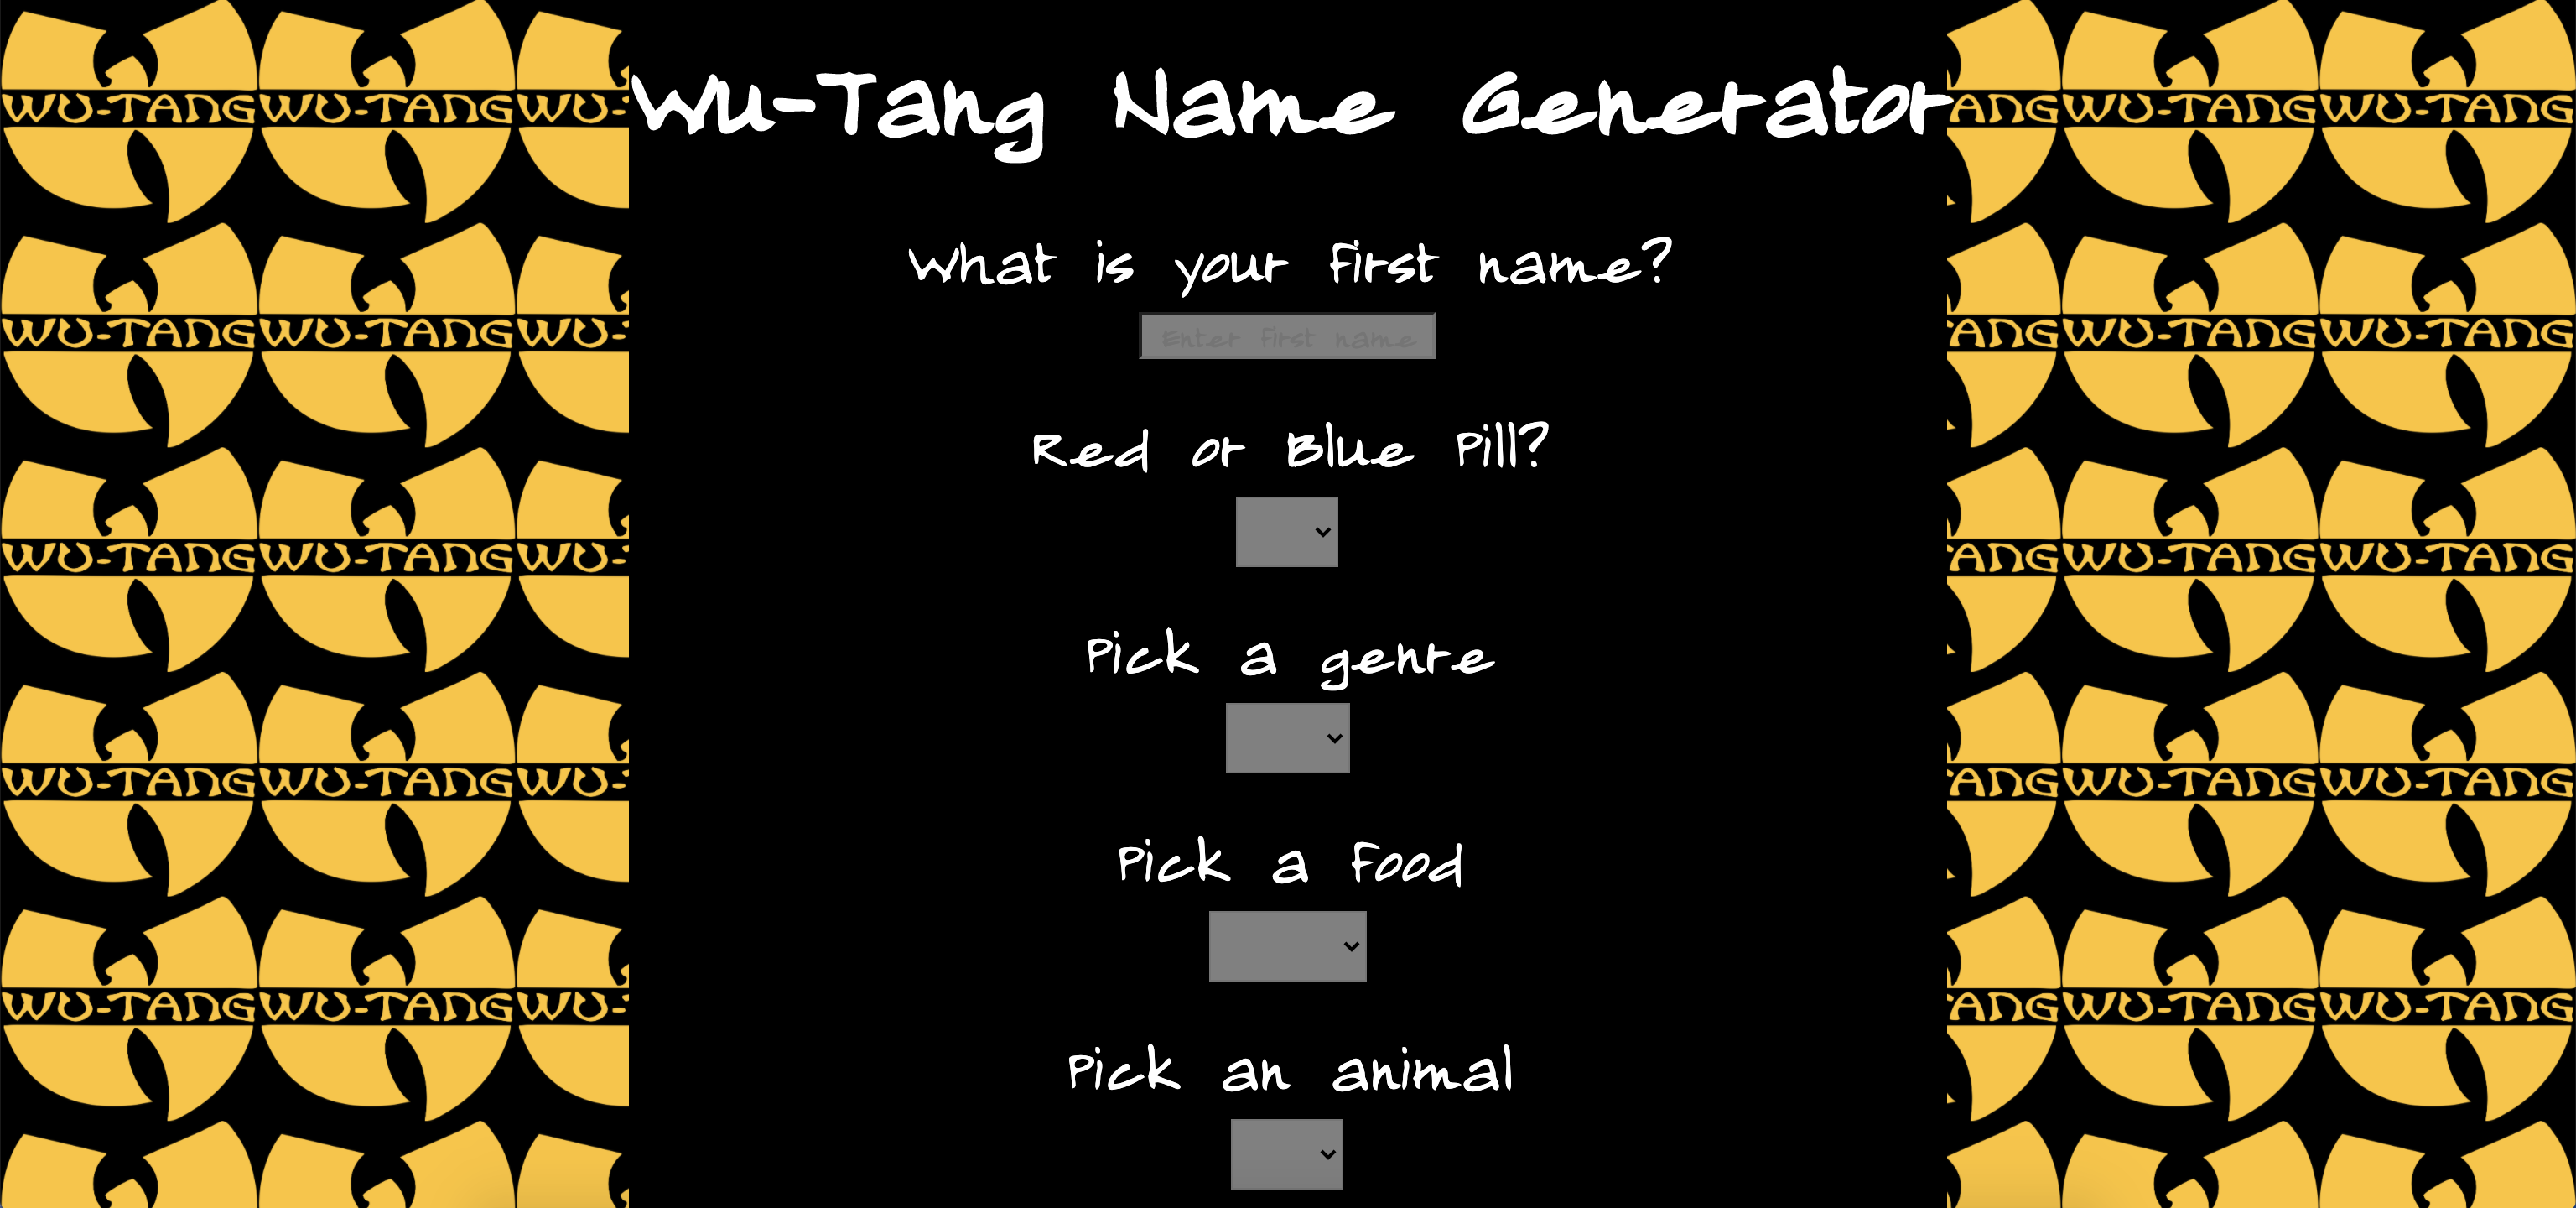 Wu-Tang Name Generator
What is your first name?
Enter first name
Red or Blue Pill?
Pick a genre
Pick a Food
Pick an animal
WU-TANG WU-TANG WU- TANG WU-TANG WU-TANG
WU-TANG WU-TANG WU- TANG WU-TANG WU-TANG
WU-TANG WU-TANG WU- TANG WU-TANG WU-TANG
WU-TANG WU-TANG WU- TANG WU-TANG WU-TANG
WU-TANG WU-TANG WU- TANG WU-TANG WU-TANG